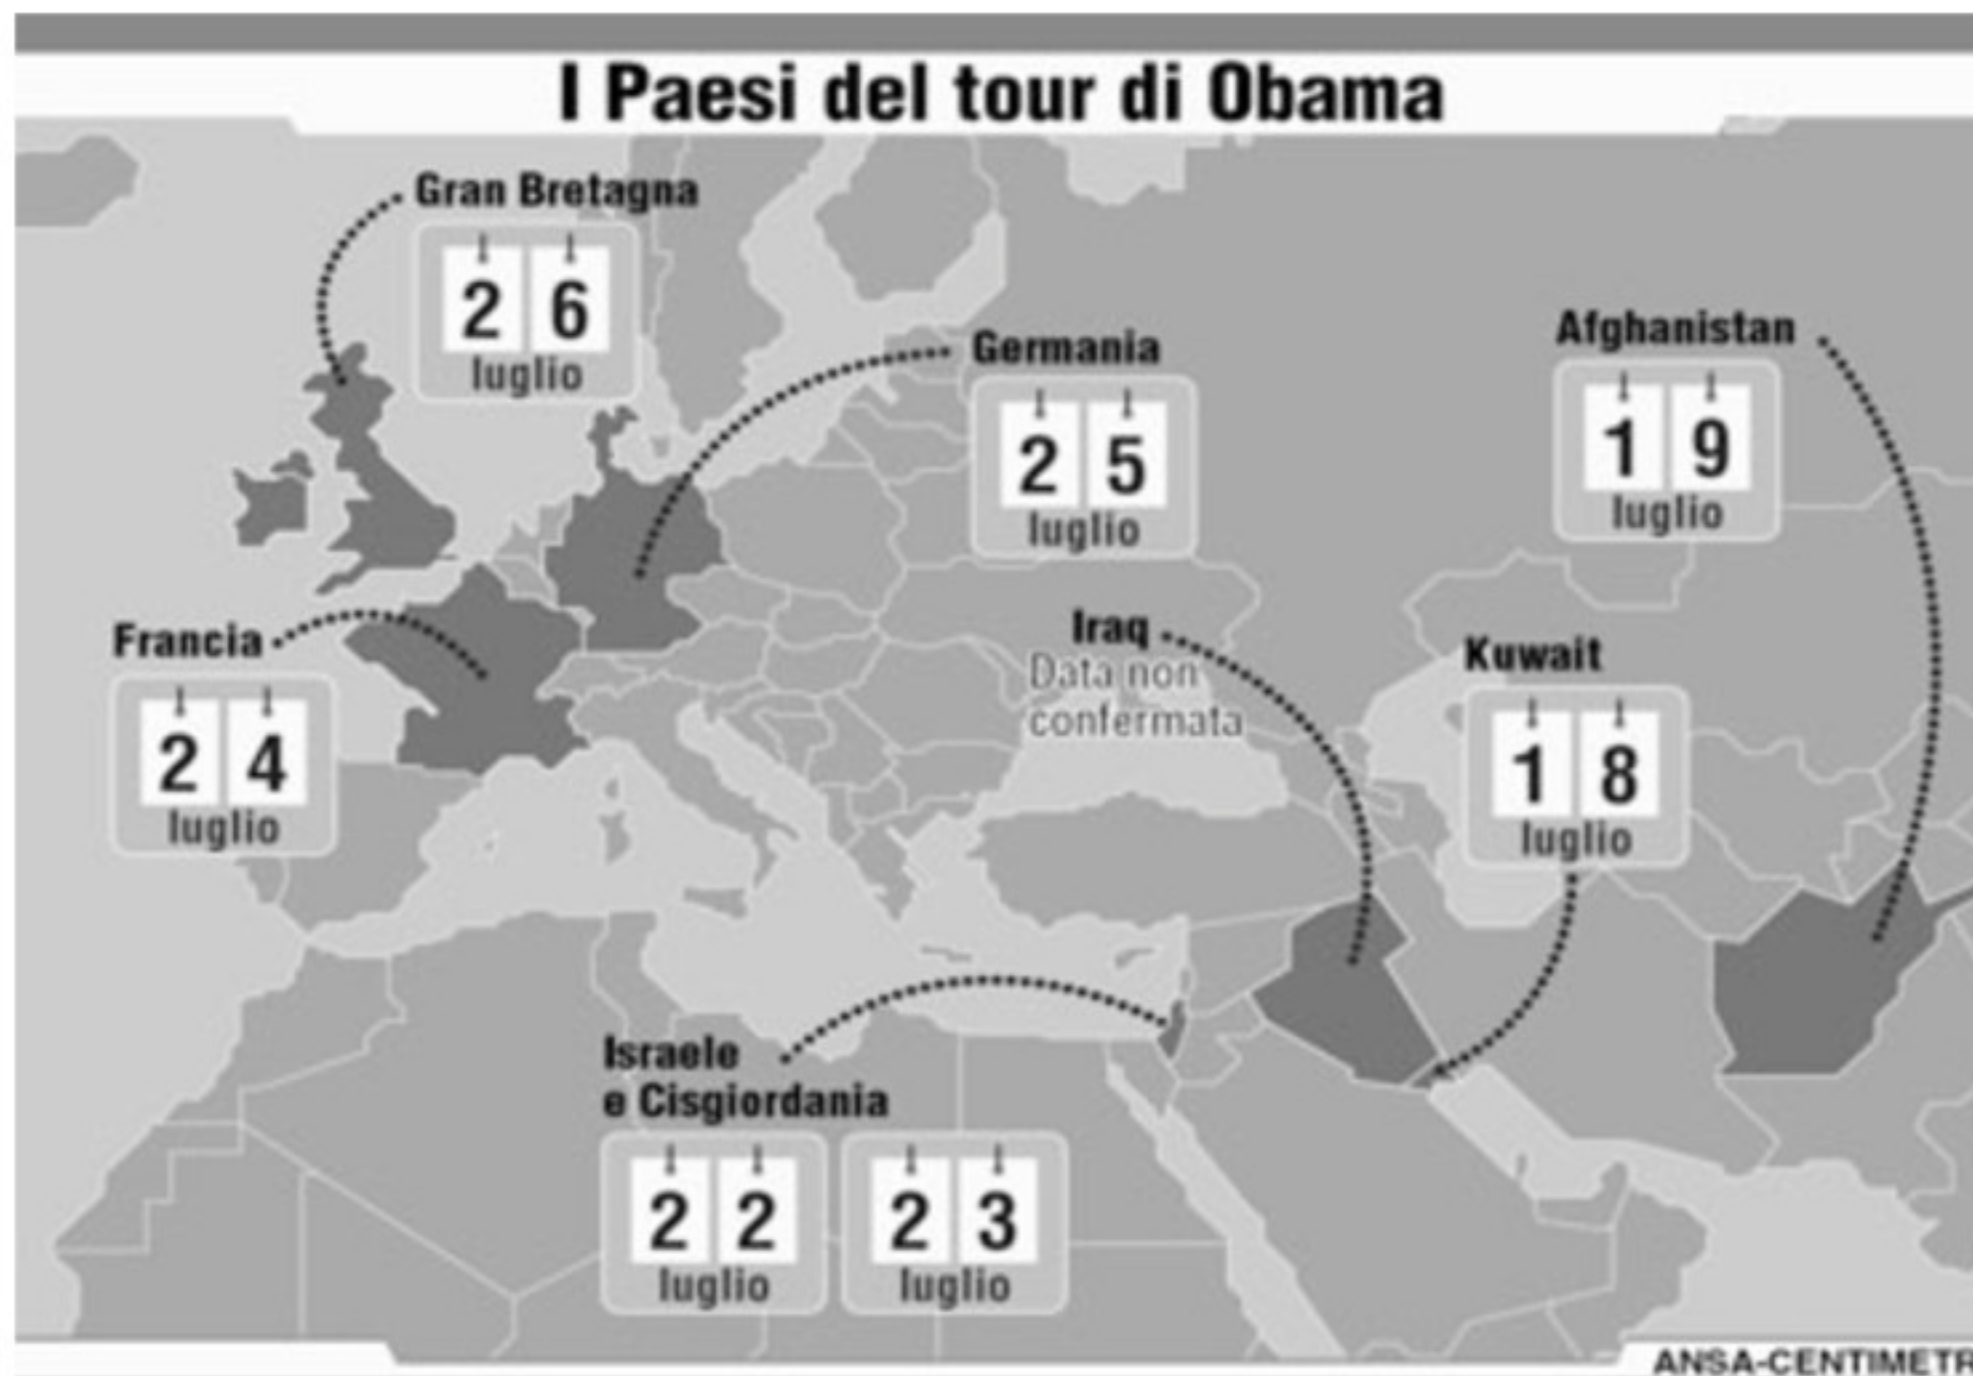 I Paesi del tour di Obama
Gran Bretagna
2 6
luglio
Germania
2 5
luglio
Afghanistan
1 9
luglio
Francia
2 4
luglio
Iraq
Data non
confermata
Kuwait
1 8
luglio
Israele
e Cisgiordania
2 2 2 3
luglio luglio
ANSA-CENTIMETR